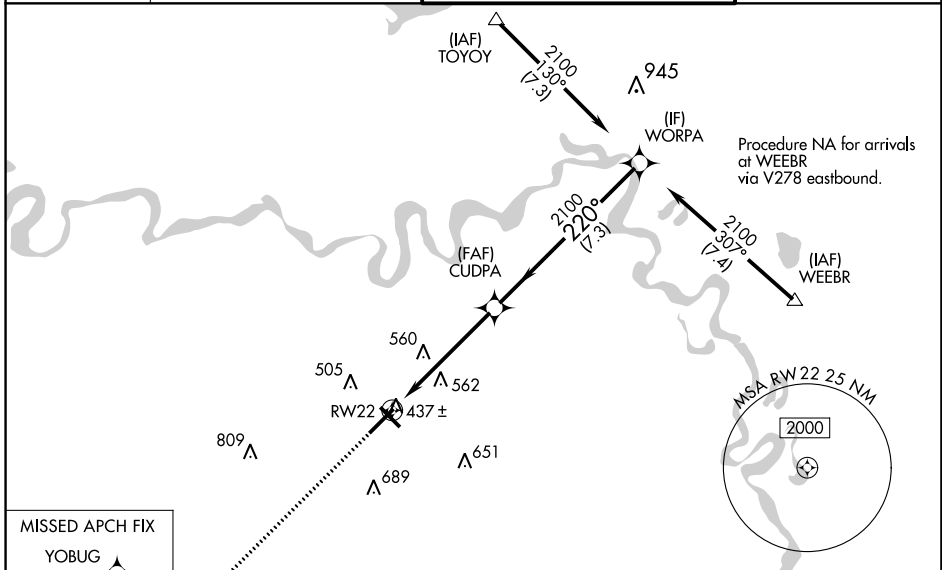 (IAF)
TOYOY
2100
130°
(7.3)
945
(IF)
WORPA
Procedure NA for arrivals
at WEEBR
via V278 eastbound.
2100
220°
(7.3)
2100
307°
(7.4)
(IAF)
WEEBR
(FAF)
CUDPA
560
505
562
RW22
437 ±
809
651
689
MSA RW22 25 NM
2000
MISSED APCH FIX
YOBUG